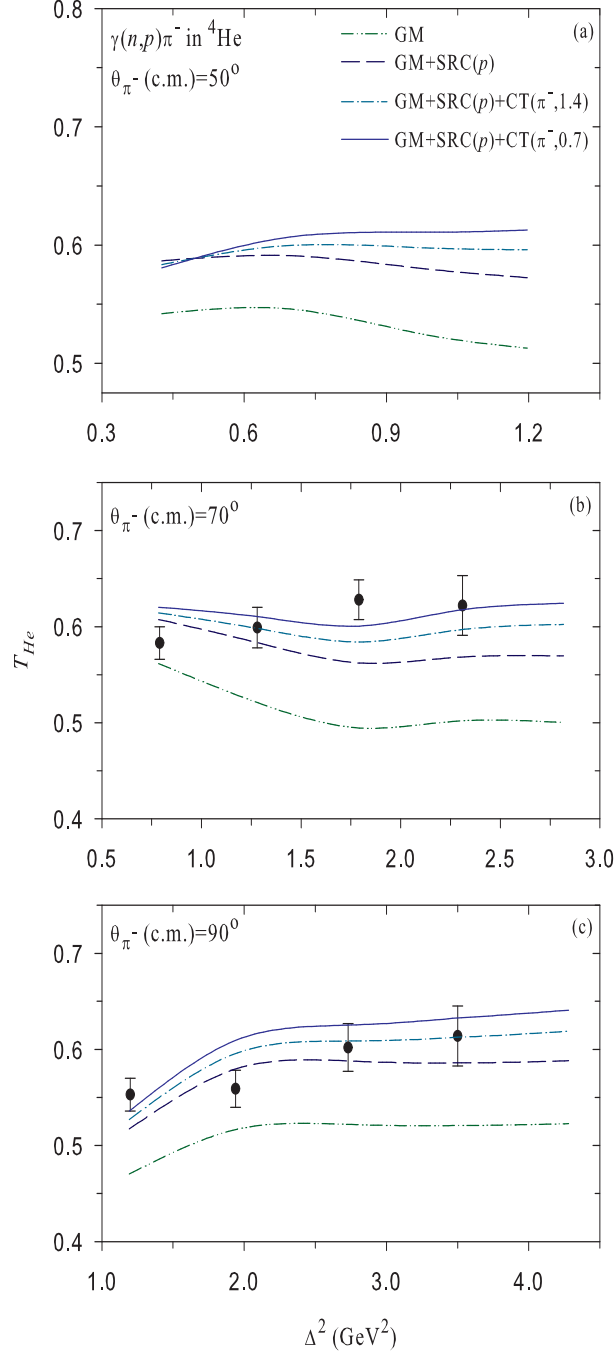 0.8
γ(n,p)π⁻ in ⁴He
(a)
θπ⁻ (c.m.)=50°
GM
GM+SRC(p)
GM+SRC(p)+CT(π⁻,1.4)
GM+SRC(p)+CT(π⁻,0.7)
0.7
0.6
0.5
0.3 0.6 0.9 1.2
θπ⁻ (c.m.)=70°
(b)
0.7
0.6
0.5
0.4
T_He
0.5 1.0 1.5 2.0 2.5 3.0
θπ⁻ (c.m.)=90°
(c)
0.7
0.6
0.5
0.4
1.0 2.0 3.0 4.0
Δ² (GeV²)